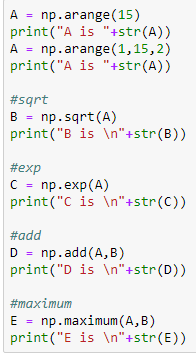 A = np.arange(15)
print("A is "+str(A))
A = np.arange(1,15,2)
print("A is "+str(A))
#sqrt
B = np.sqrt(A)
print("B is \n"+str(B))
#exp
C = np.exp(A)
print("C is \n"+str(C))
#add
D = np.add(A,B)
print("D is \n"+str(D))
#maximum
E = np.maximum(A,B)
print("E is \n"+str(E))